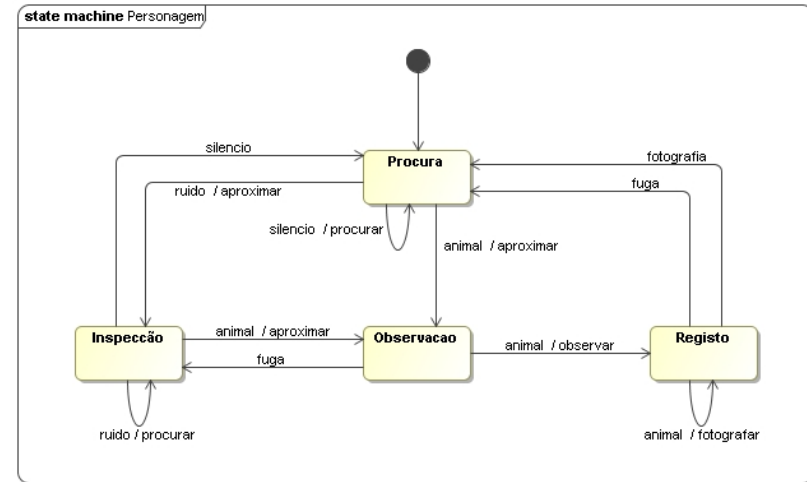 state machine Personagem
silencio
Procura
fotografia
ruido / aproximar
fuga
silencio / procurar
animal / aproximar
Inspeccão
animal / aproximar
Observacao
animal / observar
Registo
fuga
ruido / procurar
animal / fotografar